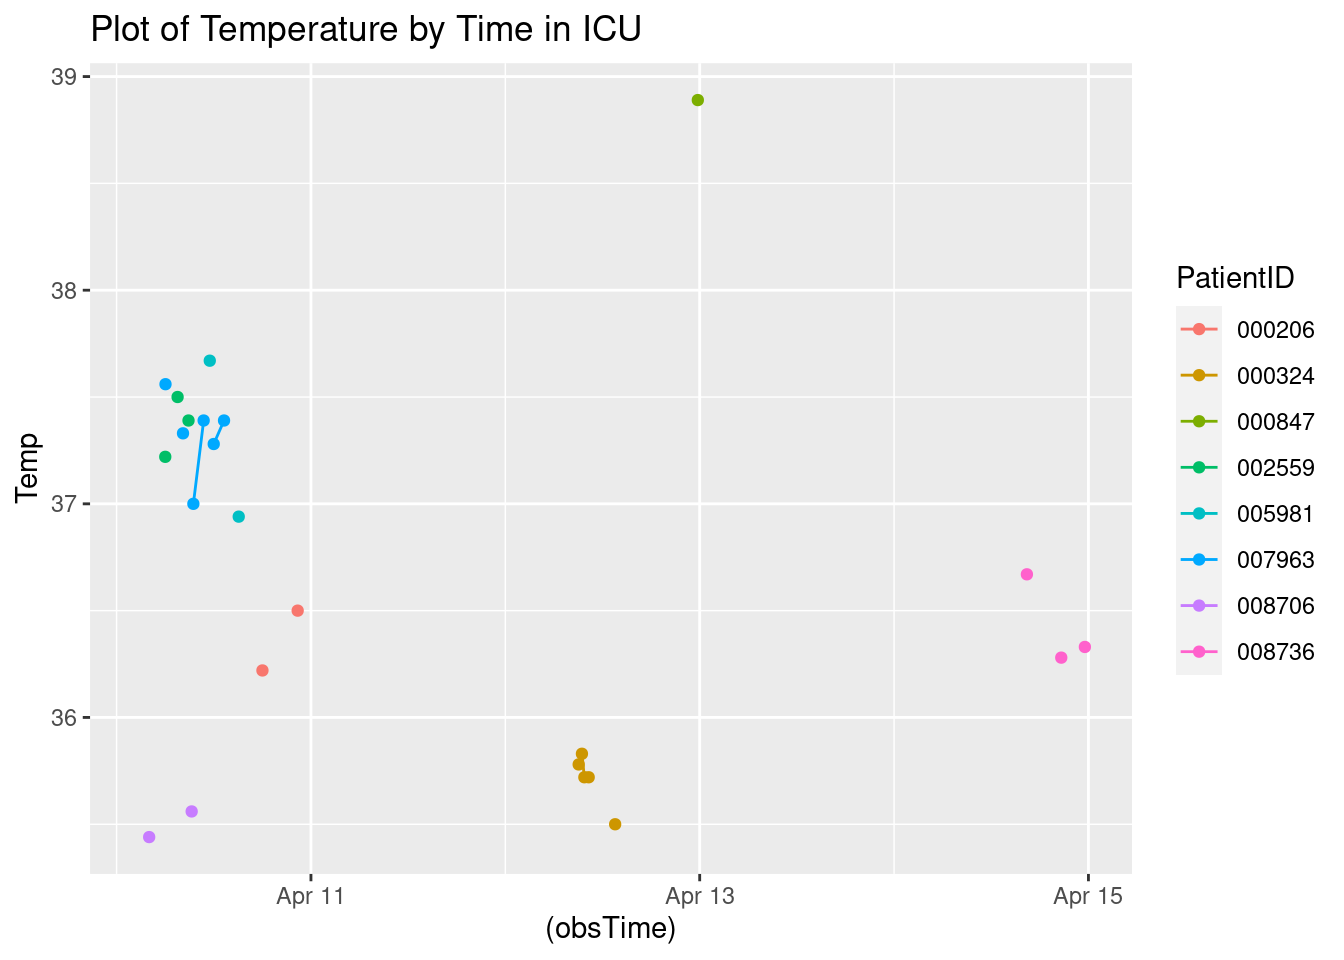 Plot of Temperature by Time in ICU
39
38
37
36
Temp
Apr 11
Apr 13
Apr 15
(obsTime)
PatientID
000206
000324
000847
002559
005981
007963
008706
008736